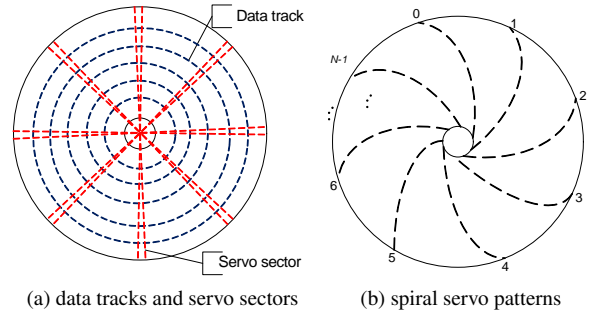 Data track
Servo sector
(a) data tracks and servo sectors
0
1
2
3
4
5
6
...
...
N-1
(b) spiral servo patterns